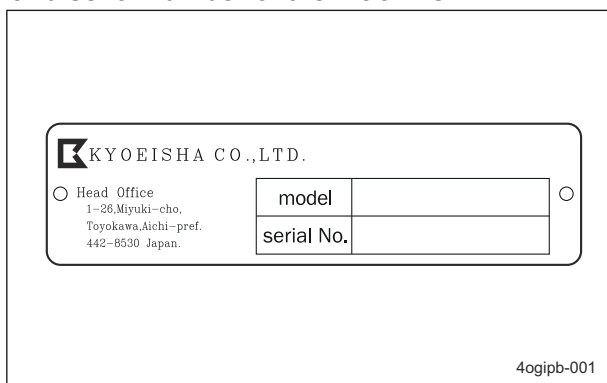 KYOEISHA CO.,LTD.
Head Office
1-26,Miyuki-cho,
Toyokawa,Aichi-pref.
442-8530 Japan.
model
serial No.
4ogipb-001